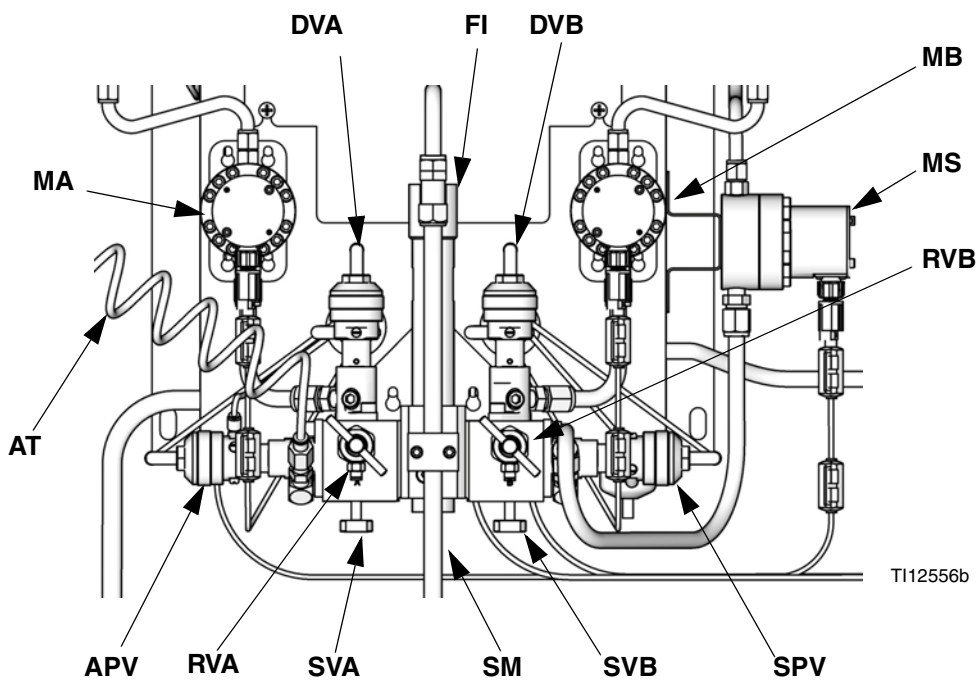 DVA
FI
DVB
MB
MA
MS
RVB
AT
TI12556b
APV
RVA
SVA
SM
SVB
SPV